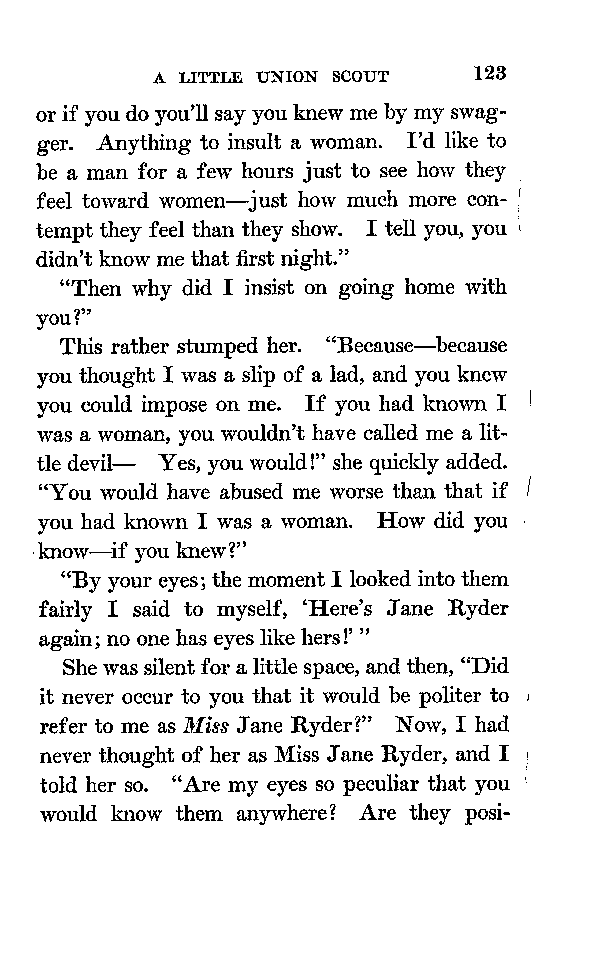 A LITTLE UNION SCOUT 123
or if you do you'll say you knew me by my swag-
ger. Anything to insult a woman. I'd like to
be a man for a few hours just to see how they
feel toward women—just how much more con-
tempt they feel than they show. I tell you, you
didn't know me that first night."
"Then why did I insist on going home with
you?"
This rather stumped her. "Because—because
you thought I was a slip of a lad, and you knew
you could impose on me. If you had known I
was a woman, you wouldn't have called me a lit-
tle devil— Yes, you would!" she quickly added.
"You would have abused me worse than that if
you had known I was a woman. How did you
know—if you knew?"
"By your eyes; the moment I looked into them
fairly I said to myself, 'Here's Jane Ryder
again; no one has eyes like hers!' "
She was silent for a little space, and then, "Did
it never occur to you that it would be politer to
refer to me as Miss Jane Ryder?" Now, I had
never thought of her as Miss Jane Ryder, and I
told her so. "Are my eyes so peculiar that you
would know them anywhere? Are they posi-